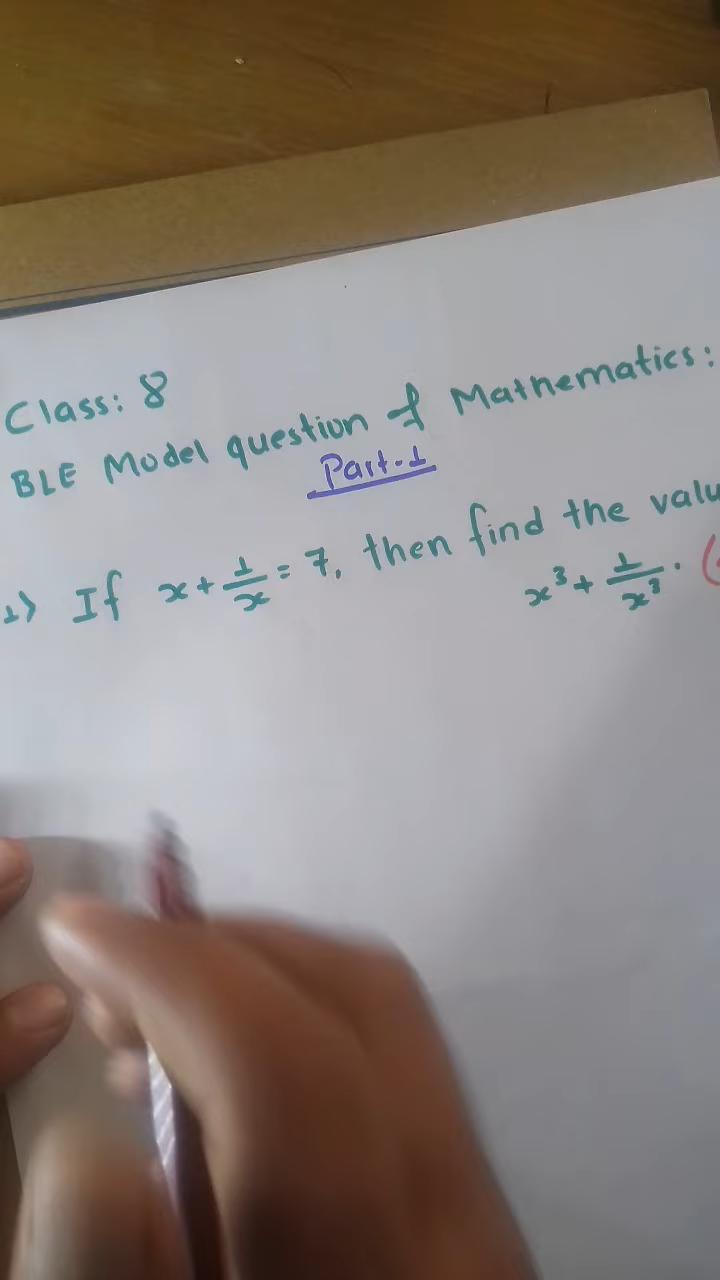 Class: 8
BLE Model question of Mathematics:
Part-1
1) If x + 1/x = 7, then find the valu
x³ + 1/x³. (